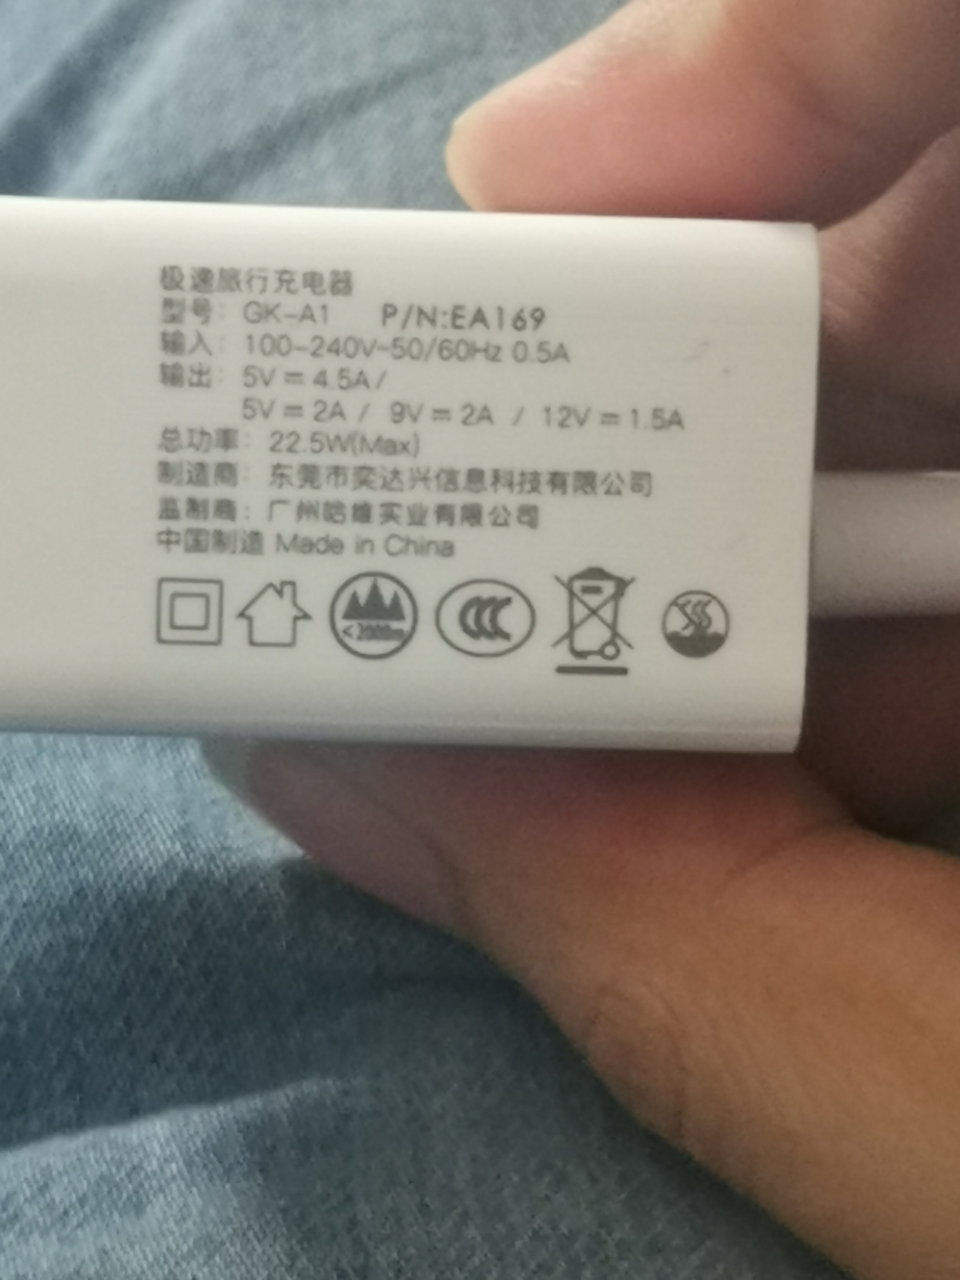 极速旅行充电器
型号: GK-A1 P/N:EA169
输入: 100-240V~50/60Hz 0.5A
输出: 5V⎓4.5A/
5V⎓2A / 9V⎓2A / 12V⎓1.5A
总功率: 22.5W(Max)
制造商: 东莞市奕达兴信息科技有限公司
监制商: 广州哈维实业有限公司
中国制造 Made in China
<2000m CCC